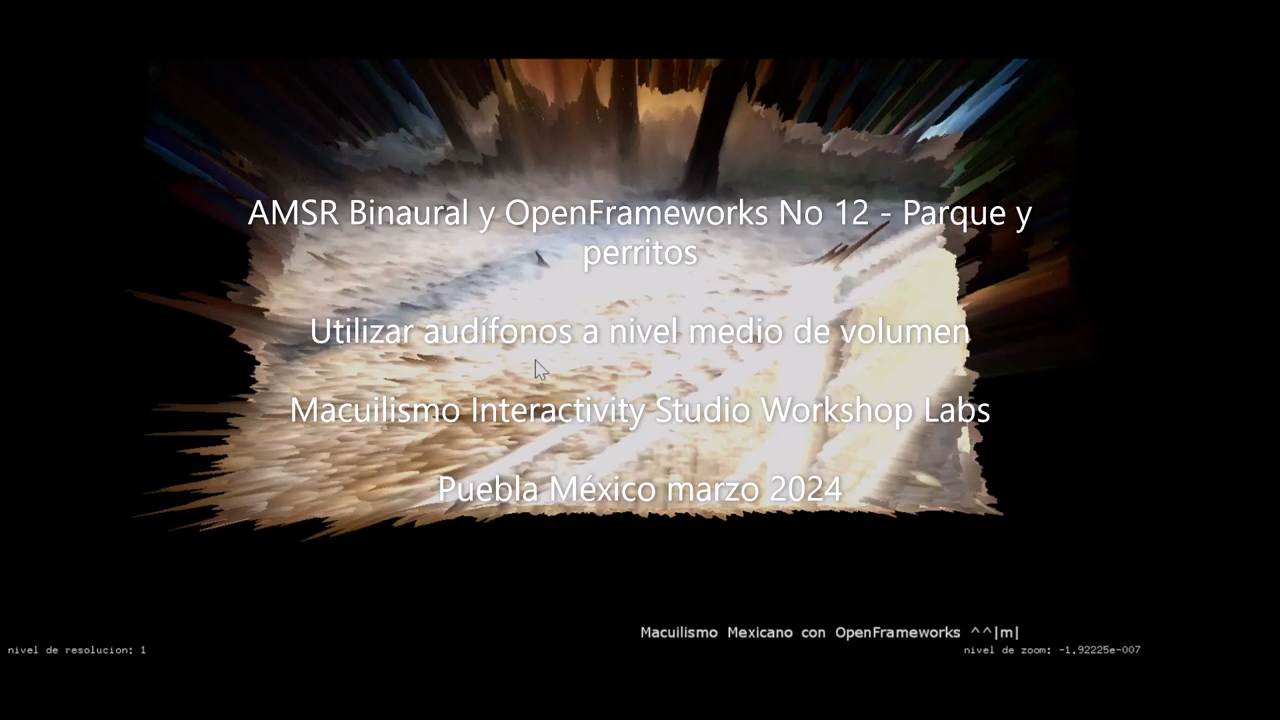 AMSR Binaural y OpenFrameworks No 12 - Parque y
perritos
Utilizar audífonos a nivel medio de volumen
Macuilismo Interactivity Studio Workshop Labs
Puebla México marzo 2024
Macuilismo Mexicano con OpenFrameworks ^^|m|
nivel de resolucion: 1
nivel de zoom: -1.92225e-007